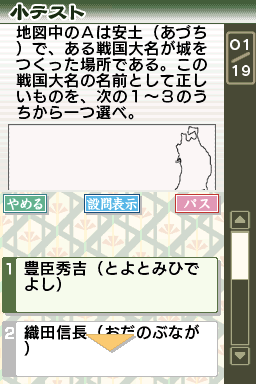 小テスト
地図中のAは安土（あづち
）で、ある戦国大名が城を
つくった場所である。この
戦国大名の名前として正し
いものを、次の1～3のう
ちから一つ選べ。
01
19
やめる
設問表示
パス
1 豊臣秀吉（とよとみひで
よし）
2 織田信長（おだのぶなが
）